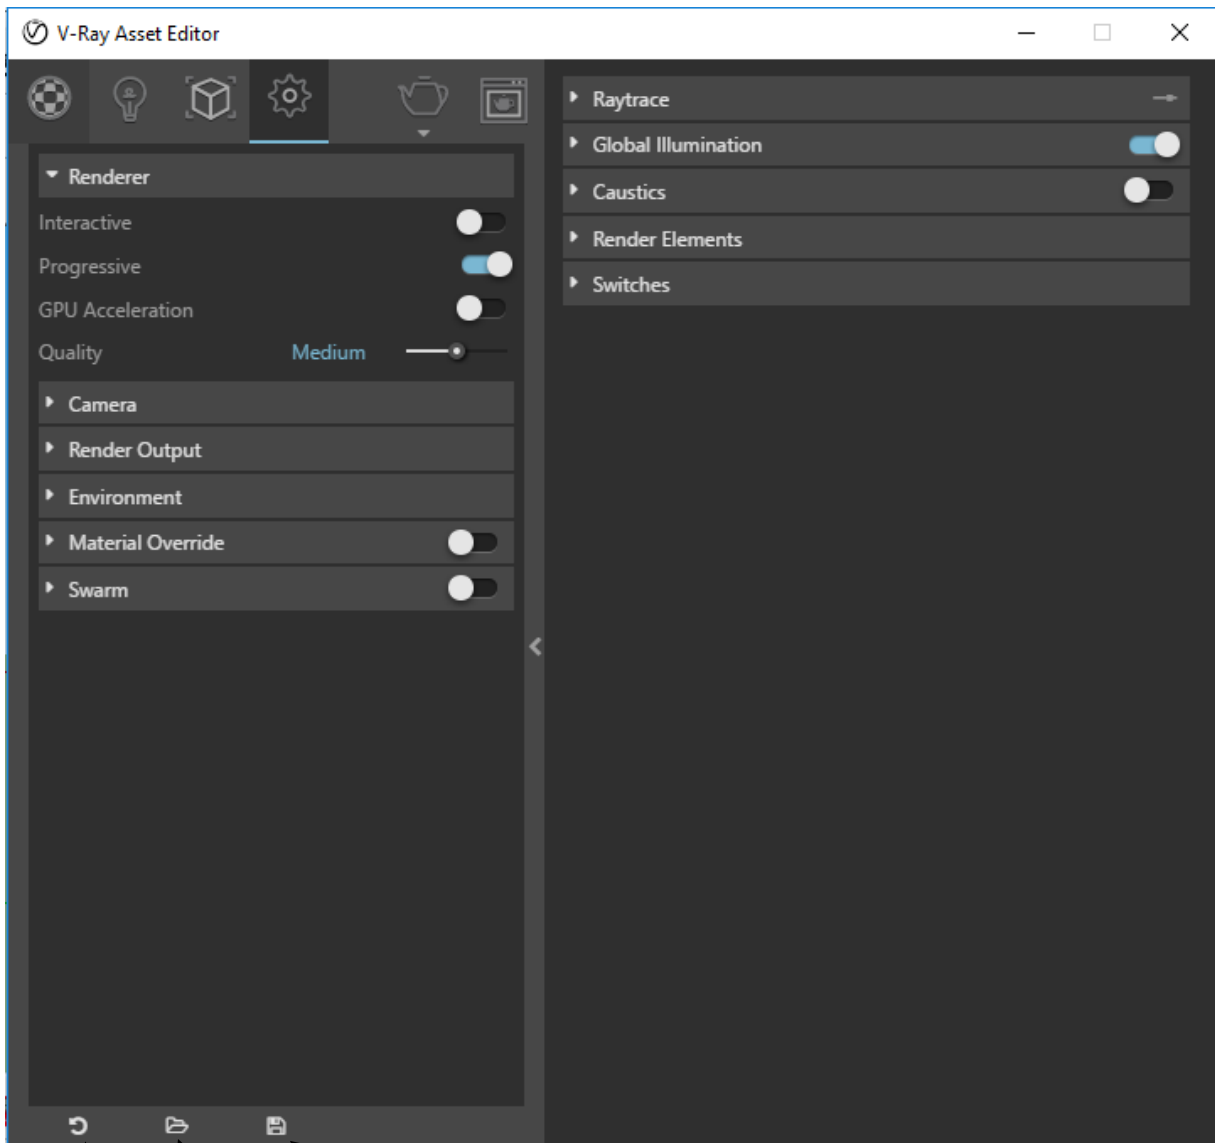 V-Ray Asset Editor
Renderer
Interactive
Progressive
GPU Acceleration
Quality Medium
Camera
Render Output
Environment
Material Override
Swarm
Raytrace
Global Illumination
Caustics
Render Elements
Switches